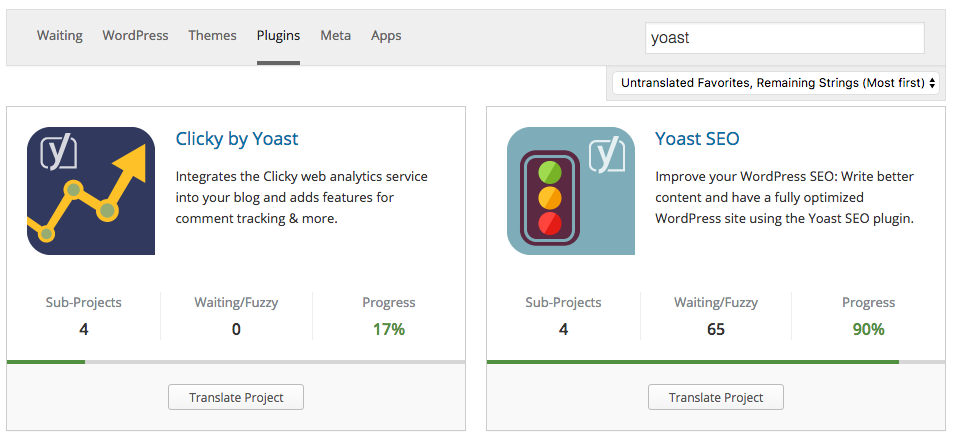 Waiting WordPress Themes Plugins Meta Apps yoast
Untranslated Favorites, Remaining Strings (Most first)
y
Clicky by Yoast
Integrates the Clicky web analytics service
into your blog and adds features for
comment tracking & more.
Sub-Projects Waiting/Fuzzy Progress
4 0 17%
Translate Project
y
Yoast SEO
Improve your WordPress SEO: Write better
content and have a fully optimized
WordPress site using the Yoast SEO plugin.
Sub-Projects Waiting/Fuzzy Progress
4 65 90%
Translate Project